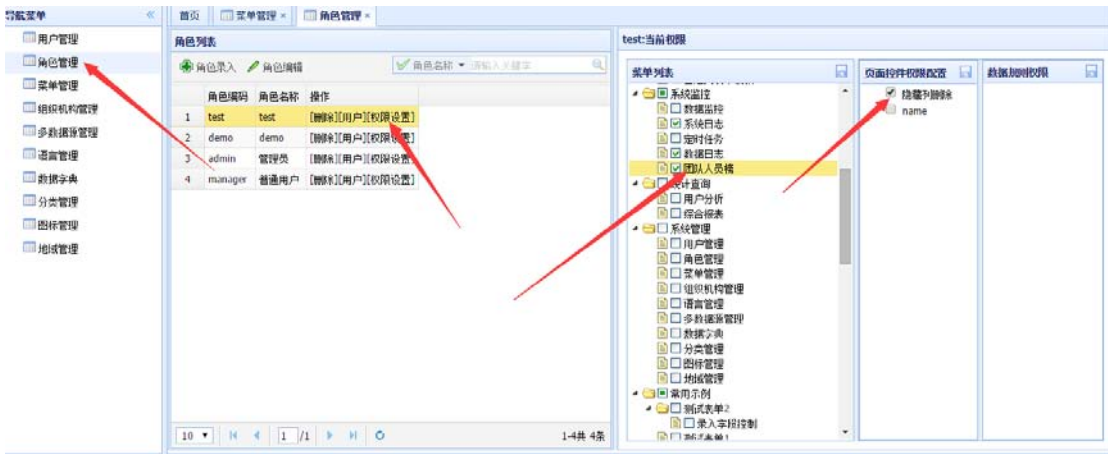 导航菜单
用户管理
角色管理
菜单管理
组织机构管理
多数据源管理
语言管理
数据字典
分类管理
图标管理
地域管理
首页 菜单管理 × 角色管理 ×
角色列表
角色录入 角色编辑 角色名称 请输入关键字
角色编码 角色名称 操作
1 test test [删除][用户][权限设置]
2 demo demo [删除][用户][权限设置]
3 admin 管理员 [删除][用户][权限设置]
4 manager 普通用户 [删除][用户][权限设置]
10 1 /1 1-4共 4条
test:当前权限
菜单列表
系统监控
数据监控
系统日志
定时任务
数据日志
团队人员榜
统计查询
用户分析
综合报表
系统管理
用户管理
角色管理
菜单管理
组织机构管理
语言管理
多数据源管理
数据字典
分类管理
图标管理
地域管理
常用示例
测试表单2
录入字段控制
测试表单1
页面控件权限配置
隐藏列删除
name
数据规则权限